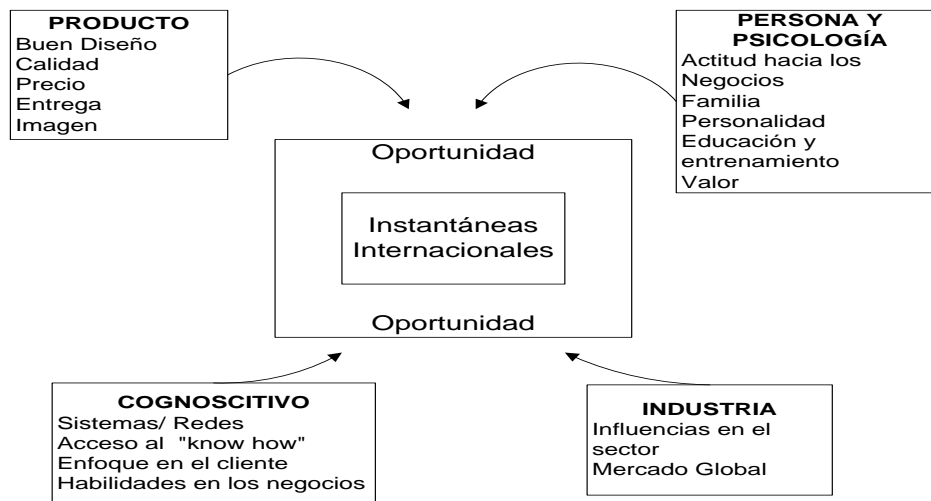 PRODUCTO
Buen Diseño
Calidad
Precio
Entrega
Imagen
PERSONA Y
PSICOLOGÍA
Actitud hacia los
Negocios
Familia
Personalidad
Educación y
entrenamiento
Valor
Oportunidad
Instantáneas
Internacionales
Oportunidad
COGNOSCITIVO
Sistemas/ Redes
Acceso al "know how"
Enfoque en el cliente
Habilidades en los negocios
INDUSTRIA
Influencias en el
sector
Mercado Global